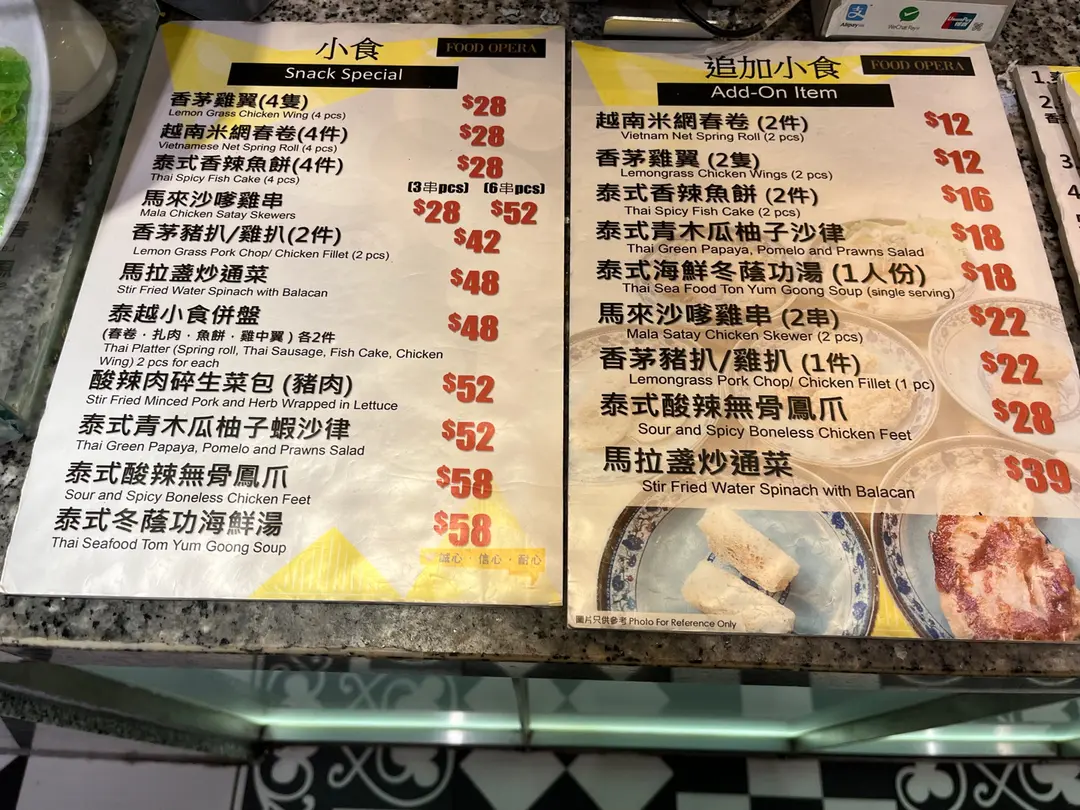 小食
FOOD OPERA
Snack Special
香茅雞翼(4隻) $28
Lemon Grass Chicken Wing (4 pcs)
越南米網春卷(4件) $28
Vietnamese Net Spring Roll (4 pcs)
泰式香辣魚餅(4件) $28
Thai Spicy Fish Cake (4 pcs)
(3串pcs) (6串pcs)
馬來沙嗲雞串 $28 $52
Mala Chicken Satay Skewers
香茅豬扒/雞扒(2件) $42
Lemon Grass Pork Chop/ Chicken Fillet (2 pcs)
馬拉盞炒通菜 $48
Stir Fried Water Spinach with Balacan
泰越小食併盤 $48
(春卷·扎肉·魚餅·雞中翼) 各2件
Thai Platter (Spring roll, Thai Sausage, Fish Cake, Chicken
Wing) 2 pcs for each
酸辣肉碎生菜包 (豬肉) $52
Stir Fried Minced Pork and Herb Wrapped in Lettuce
泰式青木瓜柚子蝦沙律 $52
Thai Green Papaya, Pomelo and Prawns Salad
泰式酸辣無骨鳳爪 $58
Sour and Spicy Boneless Chicken Feet
泰式冬蔭功海鮮湯 $58
Thai Seafood Tom Yum Goong Soup
誠心·信心·耐心
追加小食
FOOD OPERA
Add-On Item
越南米網春卷 (2件) $12
Vietnam Net Spring Roll (2 pcs)
香茅雞翼 (2隻) $12
Lemongrass Chicken Wings (2 pcs)
泰式香辣魚餅 (2件) $16
Thai Spicy Fish Cake (2 pcs)
泰式青木瓜柚子沙律 $18
Thai Green Papaya, Pomelo and Prawns Salad
泰式海鮮冬蔭功湯 (1人份) $18
Thai Sea Food Ton Yum Goong Soup (single serving)
馬來沙嗲雞串 (2串) $22
Mala Satay Chicken Skewer (2 pcs)
香茅豬扒/雞扒 (1件) $22
Lemongrass Pork Chop/ Chicken Fillet (1 pc)
泰式酸辣無骨鳳爪 $28
Sour and Spicy Boneless Chicken Feet
馬拉盞炒通菜 $39
Stir Fried Water Spinach with Balacan
圖片只供參考 Photo For Reference Only
Alipay
WeChat Pay
UnionPay
银联
1.
2.
3
4